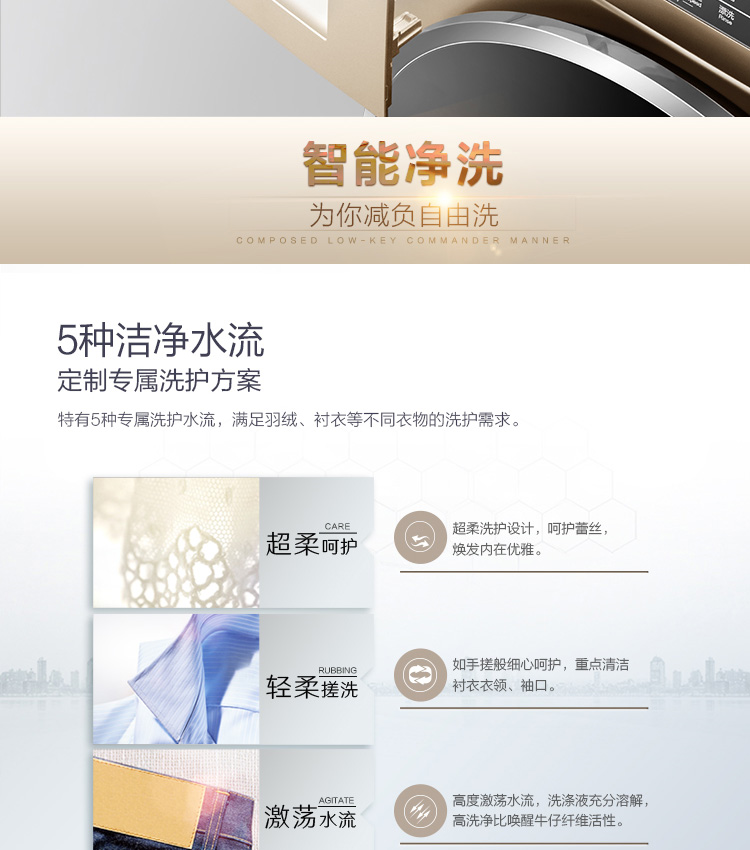 漂洗
Rinse
智能净洗
为你减负自由洗
COMPOSED LOW-KEY COMMANDER MANNER
5种洁净水流
定制专属洗护方案
特有5种专属洗护水流，满足羽绒、衬衣等不同衣物的洗护需求。
CARE
超柔呵护
超柔洗护设计，呵护蕾丝，
焕发内在优雅。
RUBBING
轻柔搓洗
如手搓般细心呵护，重点清洁
衬衣衣领、袖口。
AGITATE
激荡水流
高度激荡水流，洗涤液充分溶解，
高洗净比唤醒牛仔纤维活性。